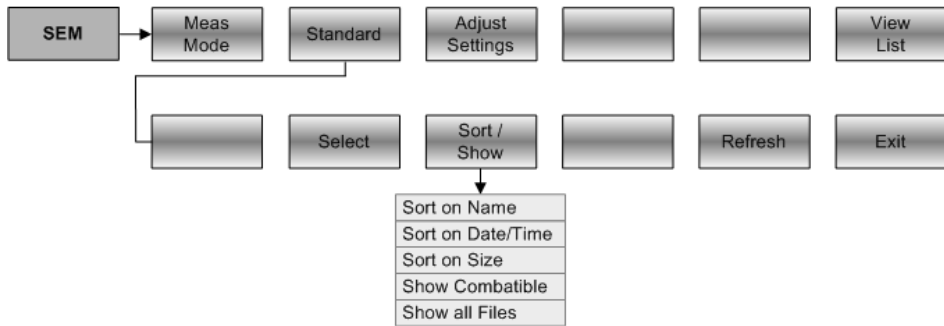 SEM
Meas
Mode
Standard
Adjust
Settings
View
List
Select
Sort /
Show
Refresh
Exit
Sort on Name
Sort on Date/Time
Sort on Size
Show Combatible
Show all Files